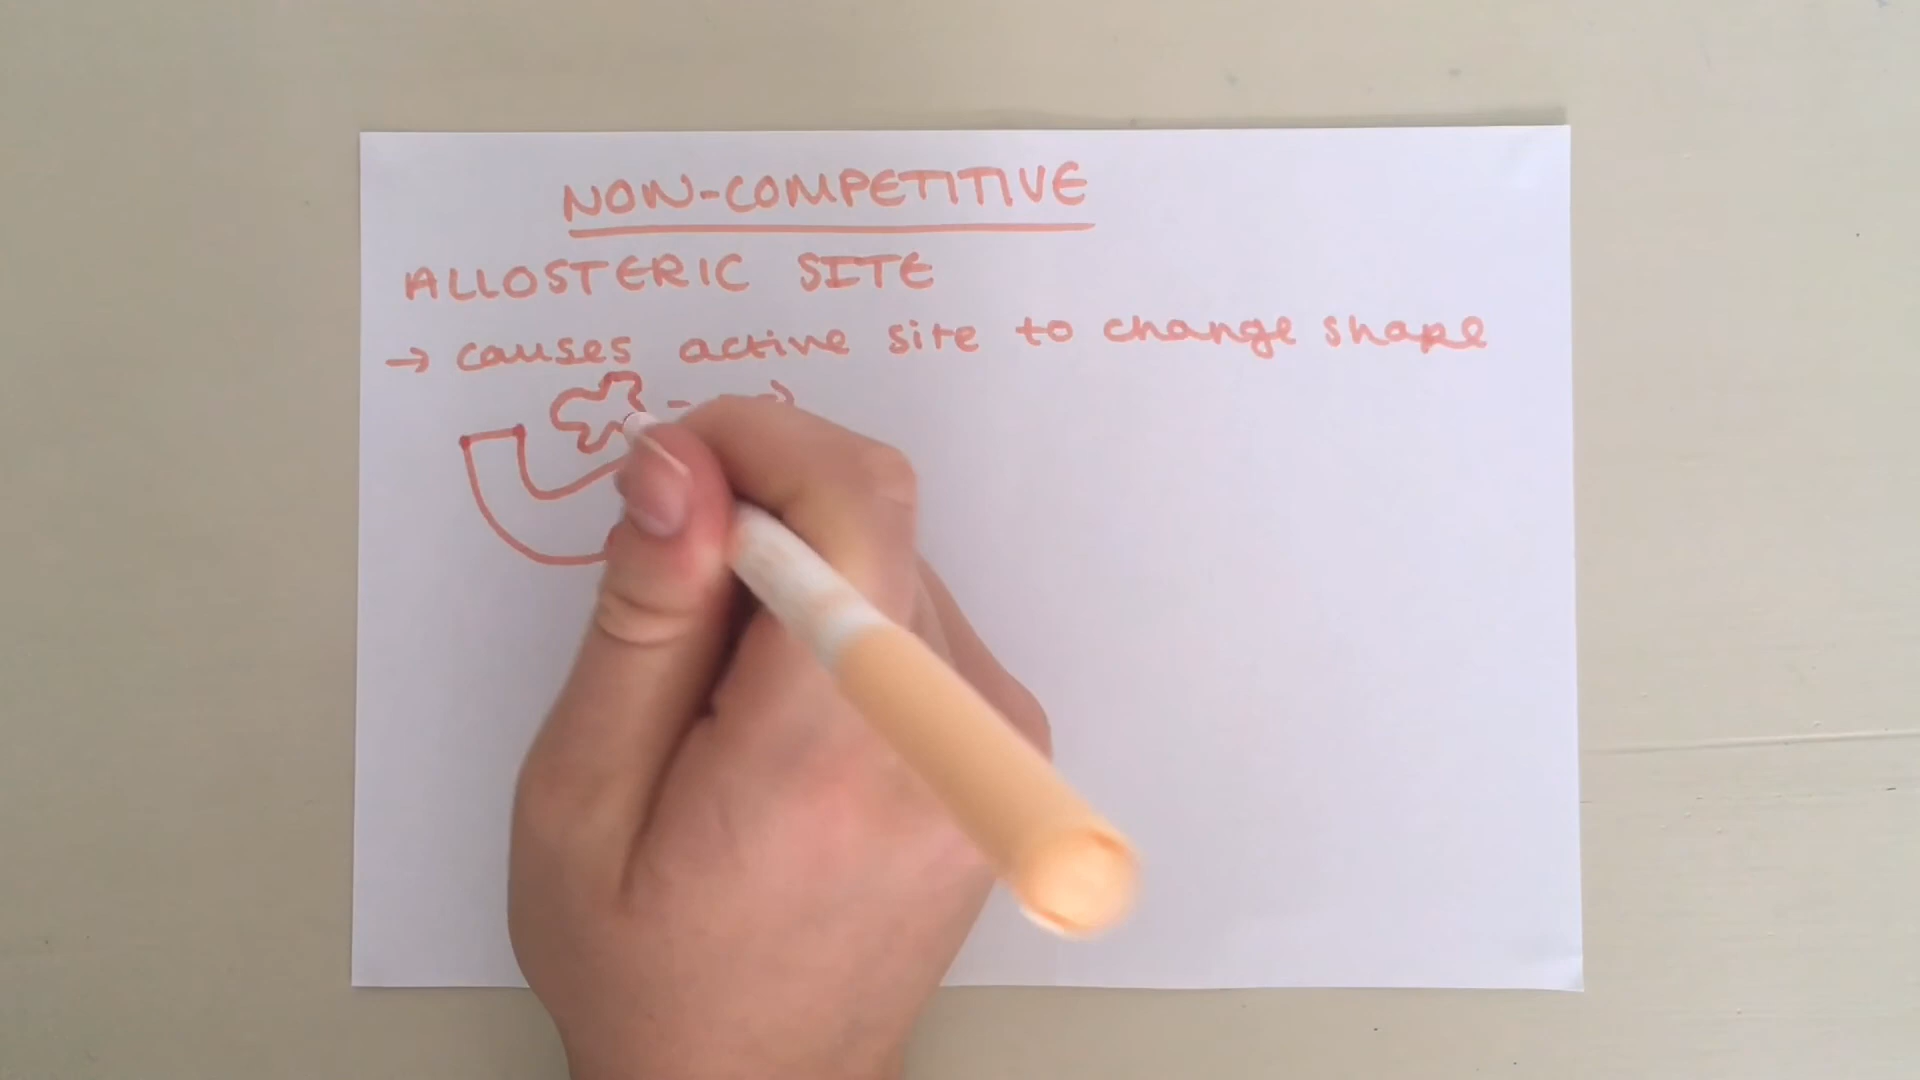 NON-COMPETITIVE
ALLOSTERIC SITE
→ causes active site to change shape